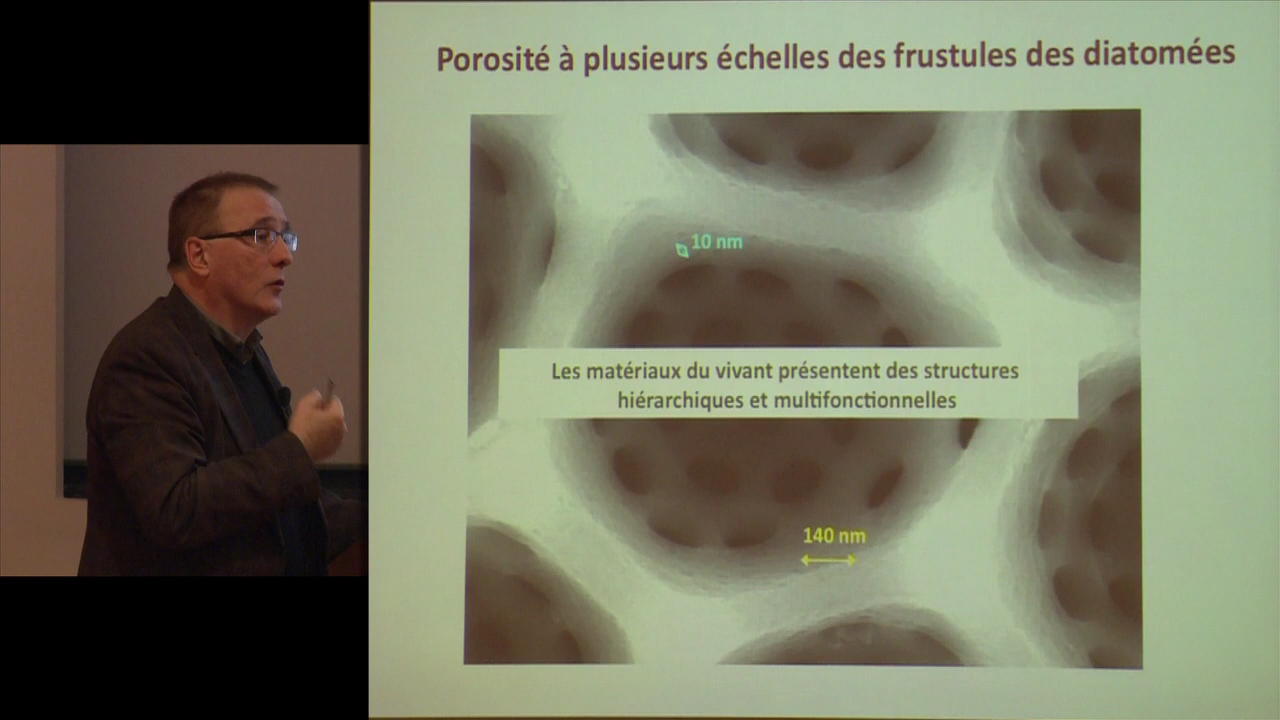 Porosité à plusieurs échelles des frustules des diatomées
10 nm
Les matériaux du vivant présentent des structures
hiérarchiques et multifonctionnelles
140 nm